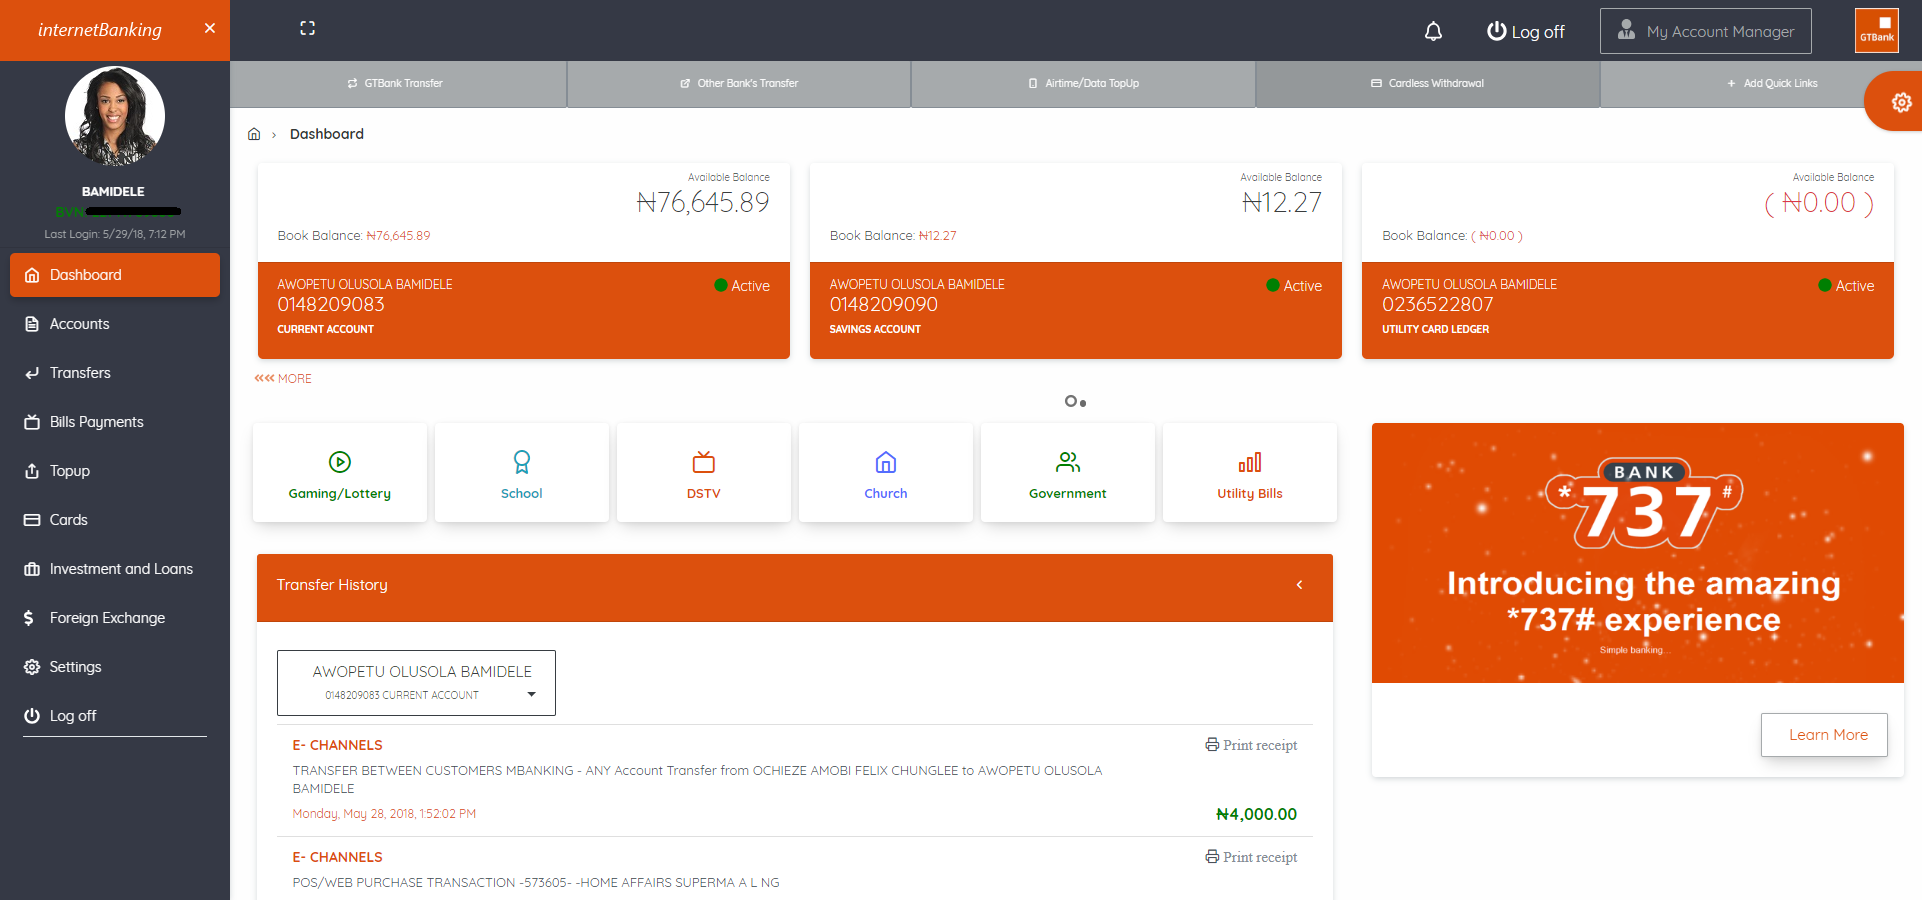 internetBanking ×
Log off
My Account Manager
GTBank
GTBank Transfer
Other Bank's Transfer
Airtime/Data TopUp
Cardless Withdrawal
+ Add Quick Links
BAMIDELE
BVN:
Last Login: 5/29/18, 7:12 PM
Dashboard
Accounts
Transfers
Bills Payments
Topup
Cards
Investment and Loans
Foreign Exchange
Settings
Log off
› Dashboard
Available Balance
₦76,645.89
Book Balance: ₦76,645.89
AWOPETU OLUSOLA BAMIDELE
Active
0148209083
CURRENT ACCOUNT
Available Balance
₦12.27
Book Balance: ₦12.27
AWOPETU OLUSOLA BAMIDELE
Active
0148209090
SAVINGS ACCOUNT
Available Balance
( ₦0.00 )
Book Balance: ( ₦0.00 )
AWOPETU OLUSOLA BAMIDELE
Active
0236522807
UTILITY CARD LEDGER
MORE
Gaming/Lottery
School
DSTV
Church
Government
Utility Bills
Transfer History
AWOPETU OLUSOLA BAMIDELE
0148209083 CURRENT ACCOUNT
E- CHANNELS
Print receipt
TRANSFER BETWEEN CUSTOMERS MBANKING - ANY Account Transfer from OCHIEZE AMOBI FELIX CHUNGLEE to AWOPETU OLUSOLA
BAMIDELE
Monday, May 28, 2018, 1:52:02 PM
₦4,000.00
E- CHANNELS
Print receipt
POS/WEB PURCHASE TRANSACTION -573605- -HOME AFFAIRS SUPERMA A L NG
BANK
*737#
Introducing the amazing
*737# experience
Simple banking...
Learn More